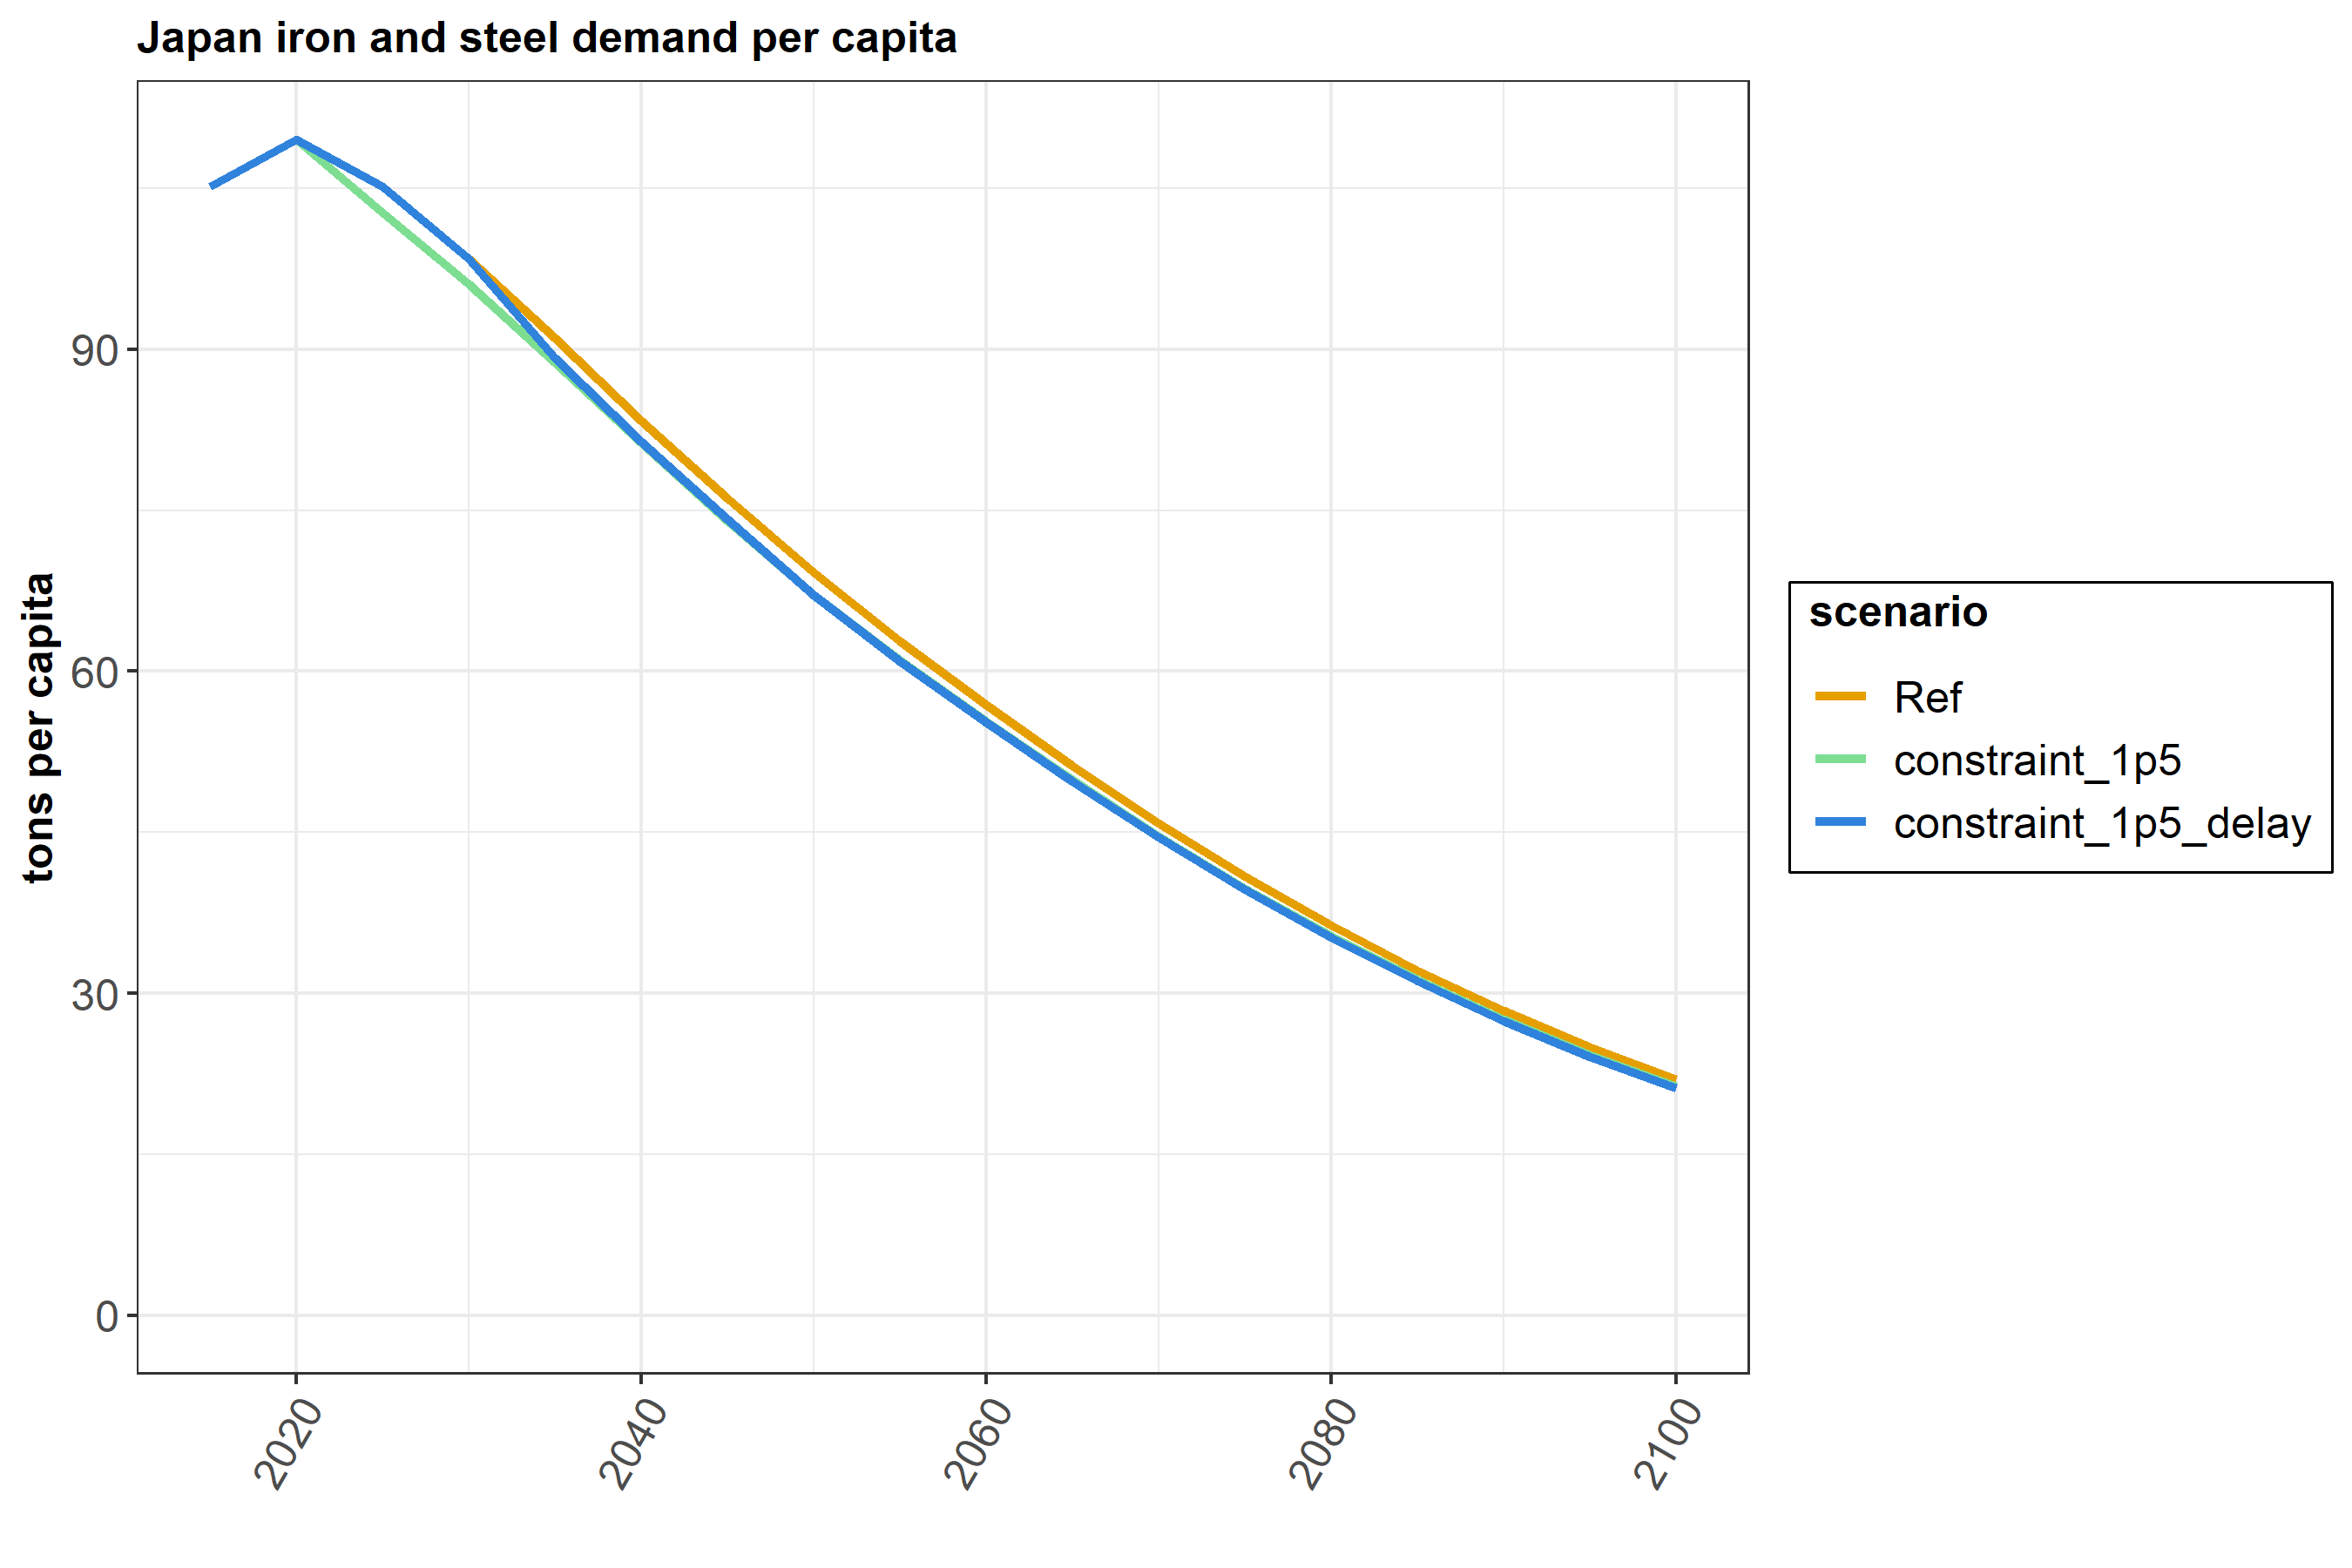 Japan iron and steel demand per capita
tons per capita
90
60
30
0
2020
2040
2060
2080
2100
scenario
Ref
constraint_1p5
constraint_1p5_delay